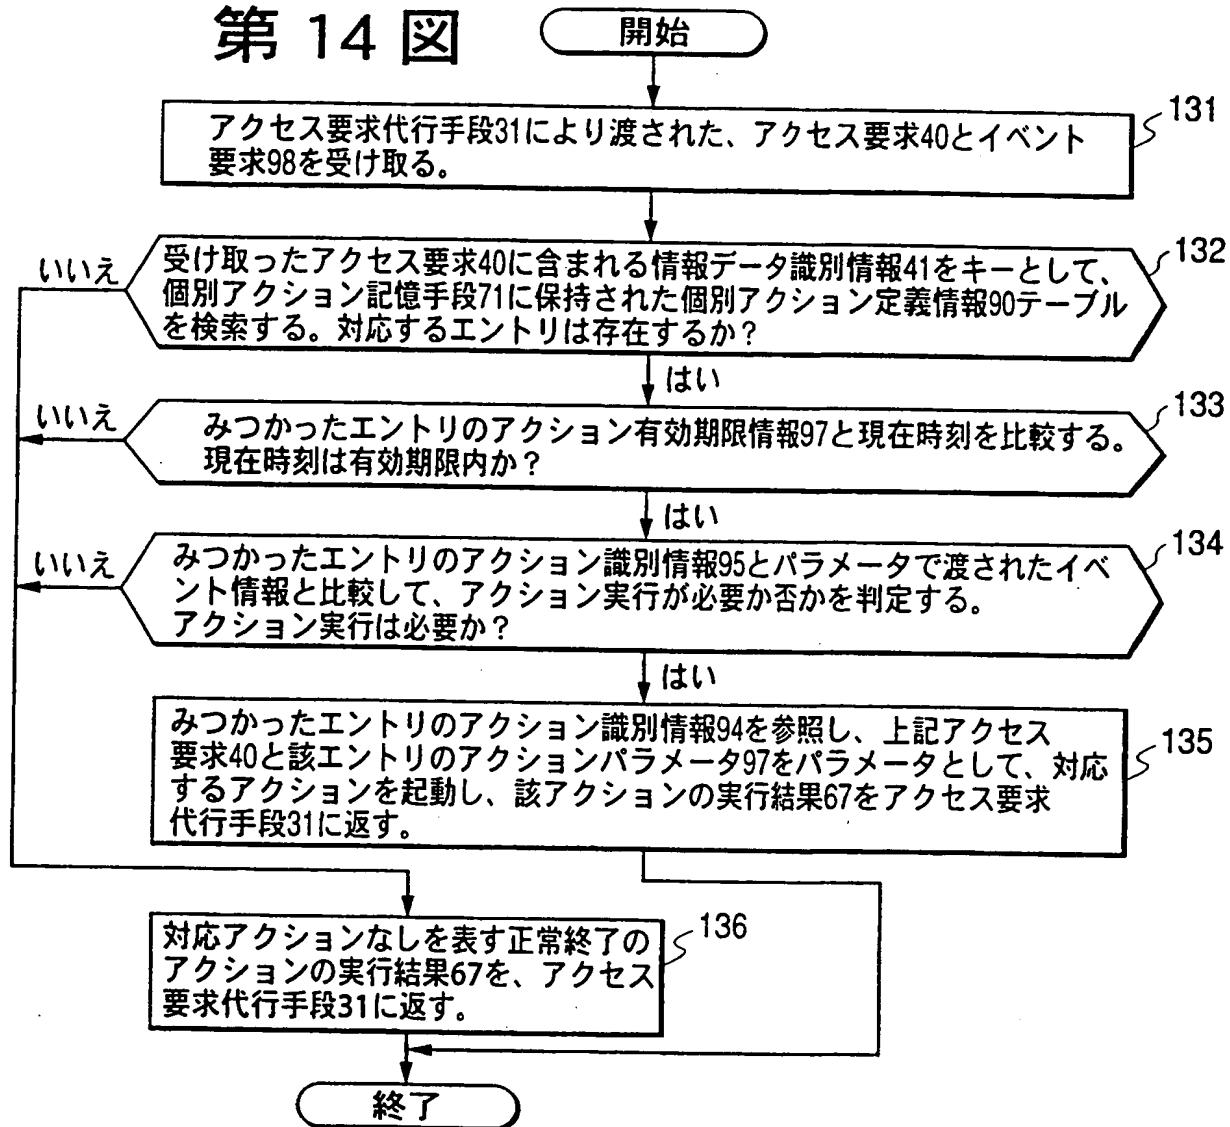 第 14 図
開始
131
アクセス要求代行手段31により渡された、アクセス要求40とイベント
要求98を受け取る。
132
いいえ
受け取ったアクセス要求40に含まれる情報データ識別情報41をキーとして、
個別アクション記憶手段71に保持された個別アクション定義情報90テーブル
を検索する。対応するエントリは存在するか？
はい
133
いいえ
みつかったエントリのアクション有効期限情報97と現在時刻を比較する。
現在時刻は有効期限内か？
はい
134
いいえ
みつかったエントリのアクション識別情報95とパラメータで渡されたイベ
ント情報と比較して、アクション実行が必要か否かを判定する。
アクション実行は必要か？
はい
みつかったエントリのアクション識別情報94を参照し、上記アクセス
要求40と該エントリのアクションパラメータ97をパラメータとして、対応
するアクションを起動し、該アクションの実行結果67をアクセス要求
代行手段31に返す。
135
対応アクションなしを表す正常終了の
アクションの実行結果67を、アクセス
要求代行手段31に返す。
136
終了